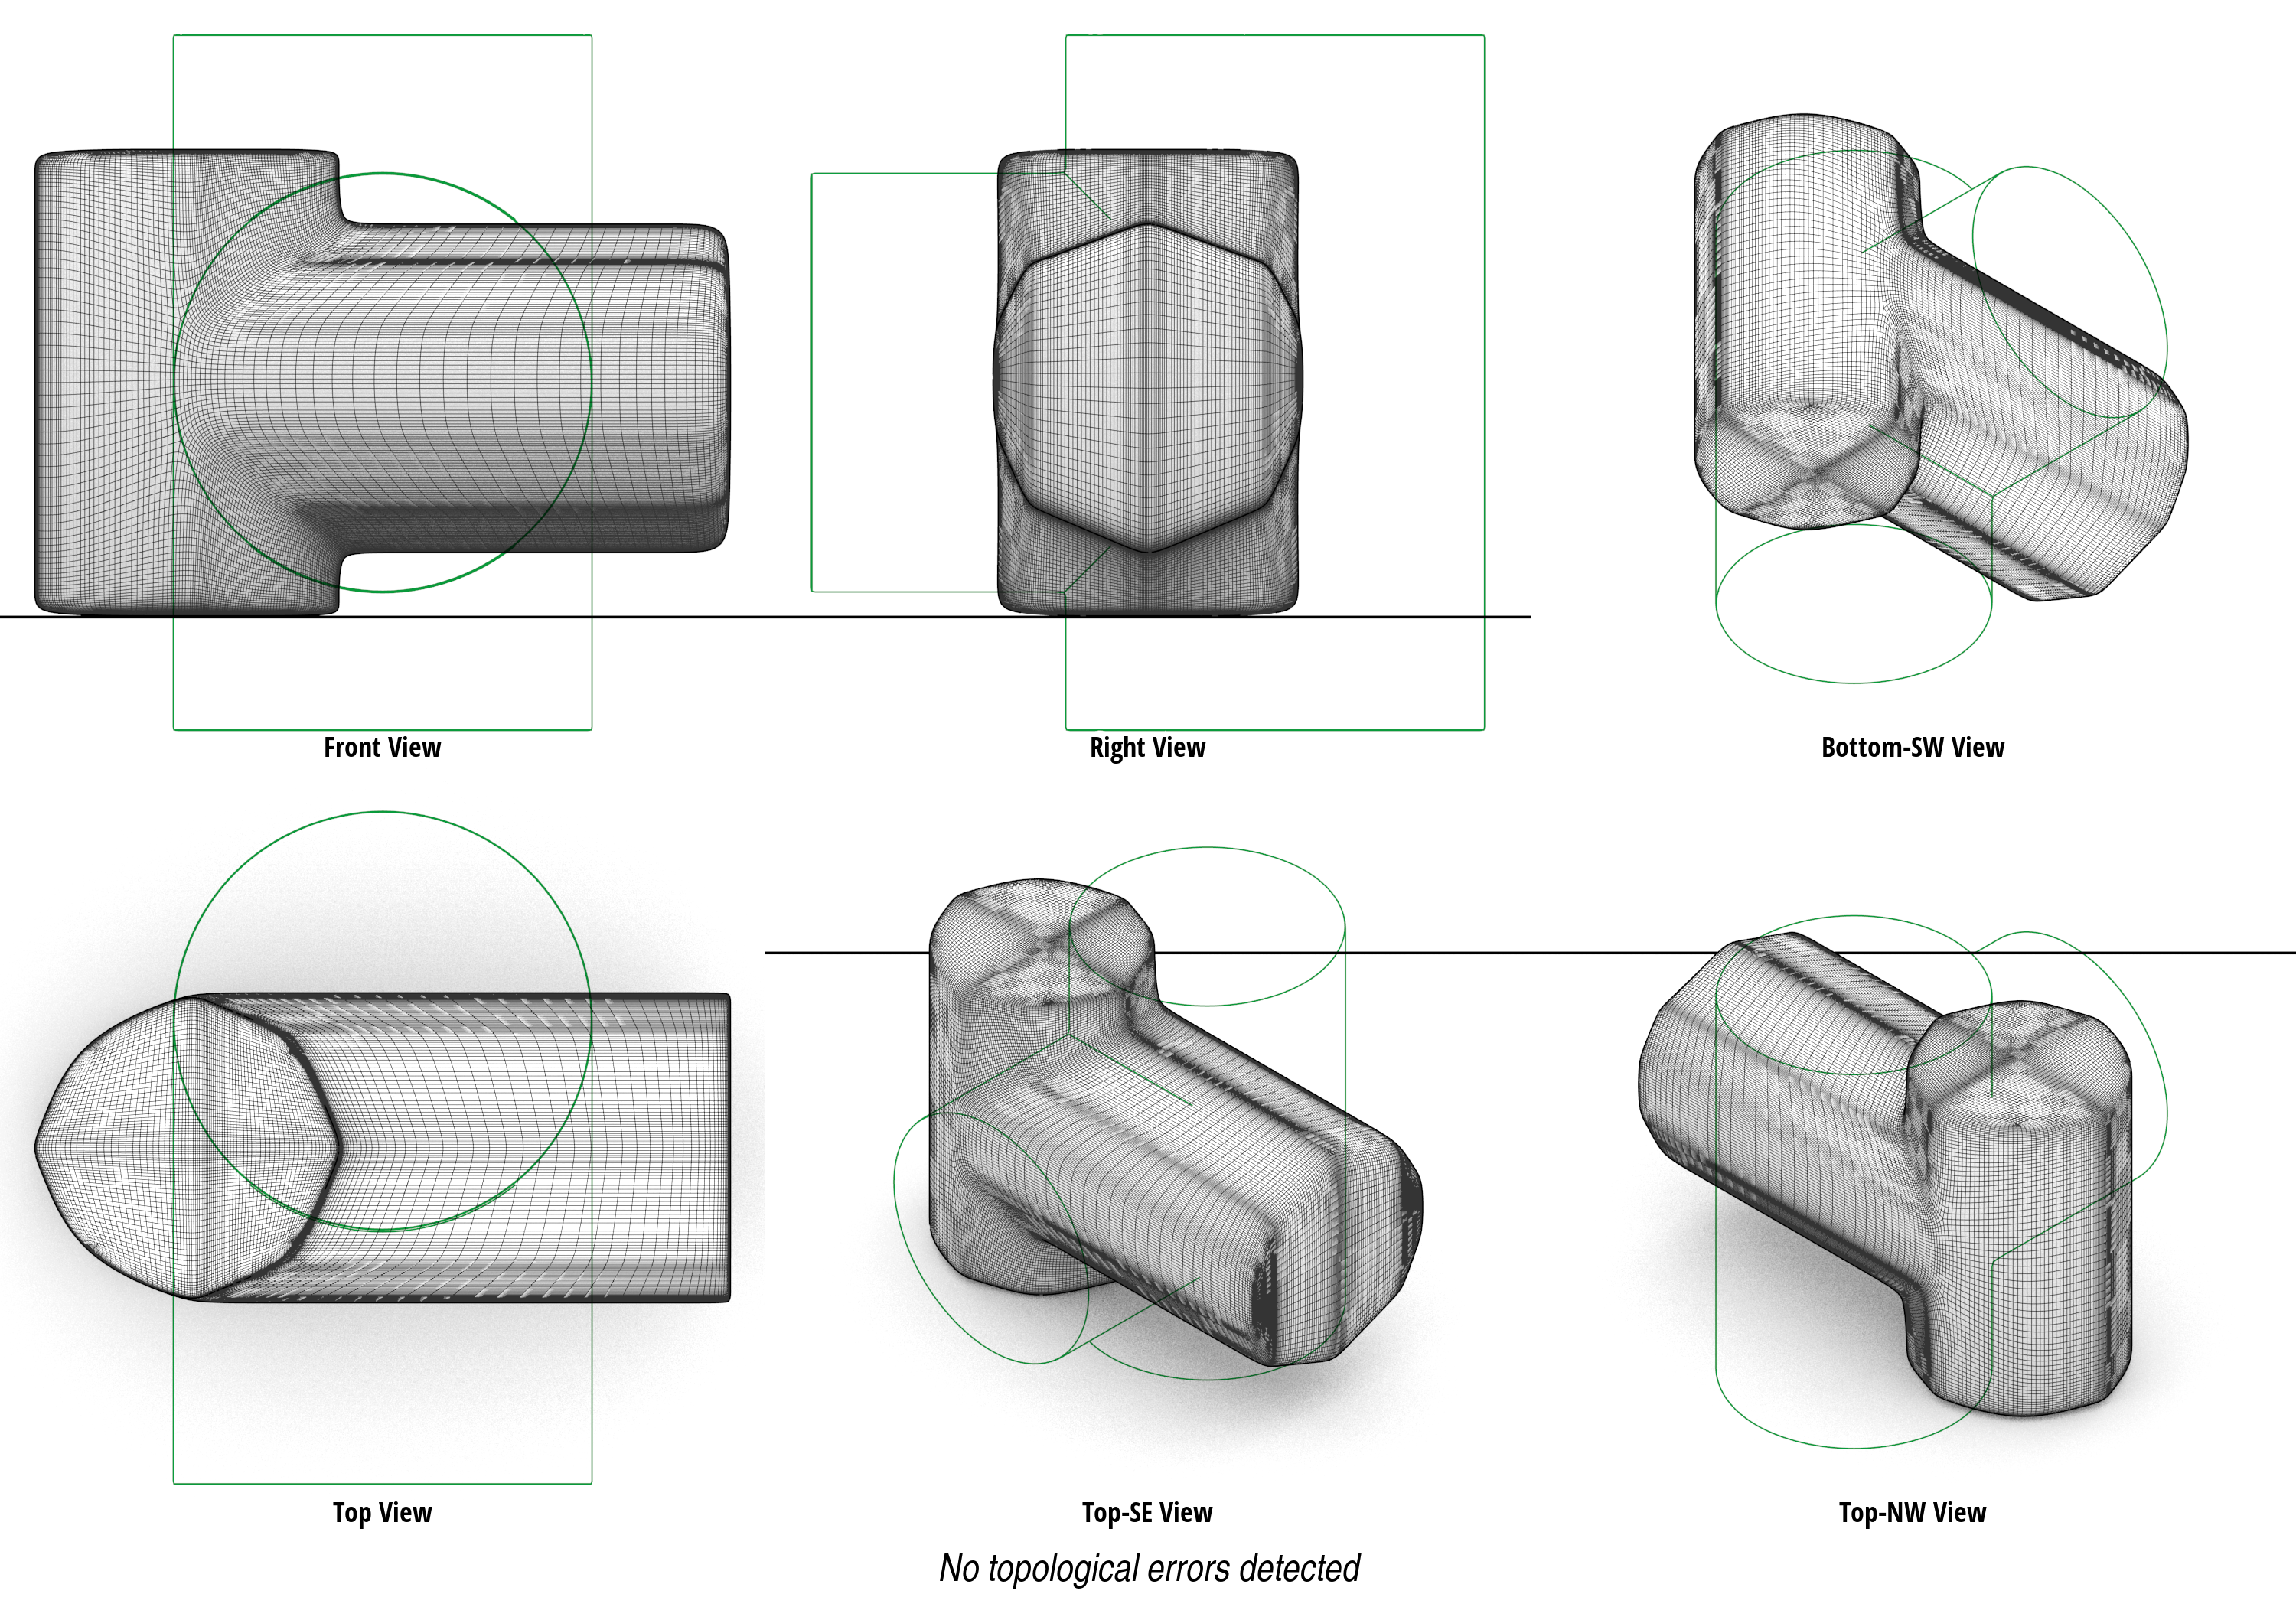 Front View
Right View
Bottom-SW View
Top View
Top-SE View
Top-NW View
No topological errors detected